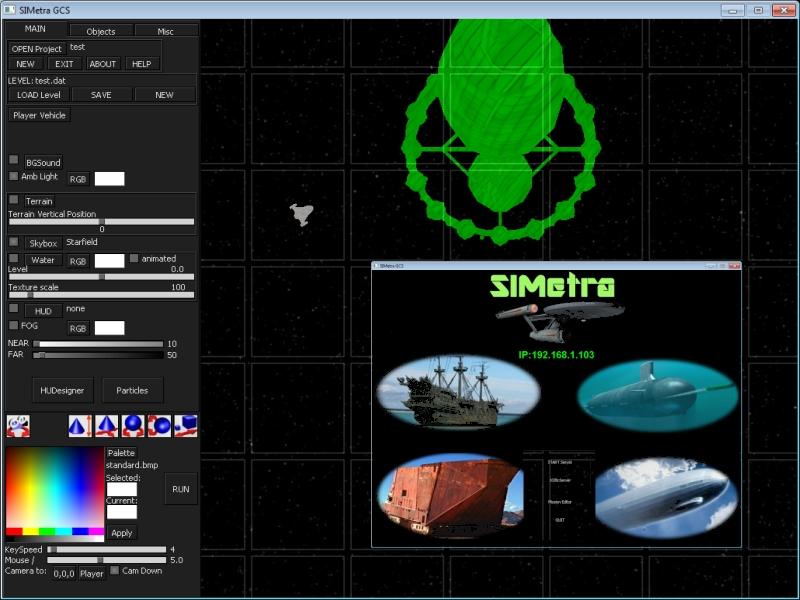 SIMetra GCS
MAIN Objects Misc
OPEN Project test
NEW EXIT ABOUT HELP
LEVEL: test.dat
LOAD Level SAVE NEW
Player Vehicle
BGSound
Amb Light RGB
Terrain
Terrain Vertical Position
0
Skybox Starfield
Water RGB animated
Level 0.0
Texture scale 100
HUD none
FOG RGB
NEAR 10
FAR 50
HUDesigner Particles
Palette
standard.bmp
Selected:
Current:
RUN
Apply
KeySpeed 4
Mouse / 5.0
Camera to: 0,0,0 Player Cam Down
SIMetra GCS
SIMetra
IP:192.168.1.103
START Server
Mission Editor
QUIT